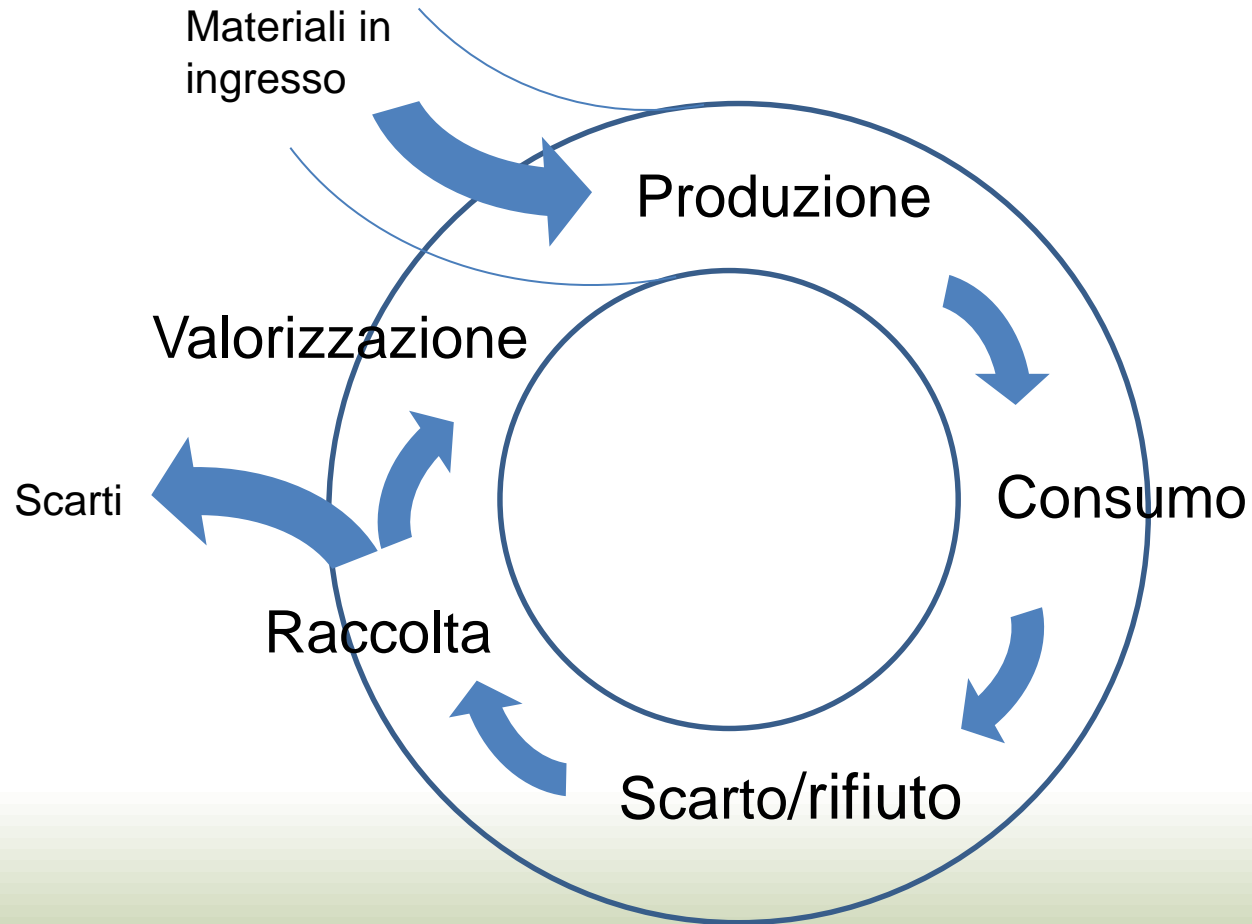 Materiali in
ingresso
Produzione
Valorizzazione
Consumo
Scarti
Raccolta
Scarto/rifiuto